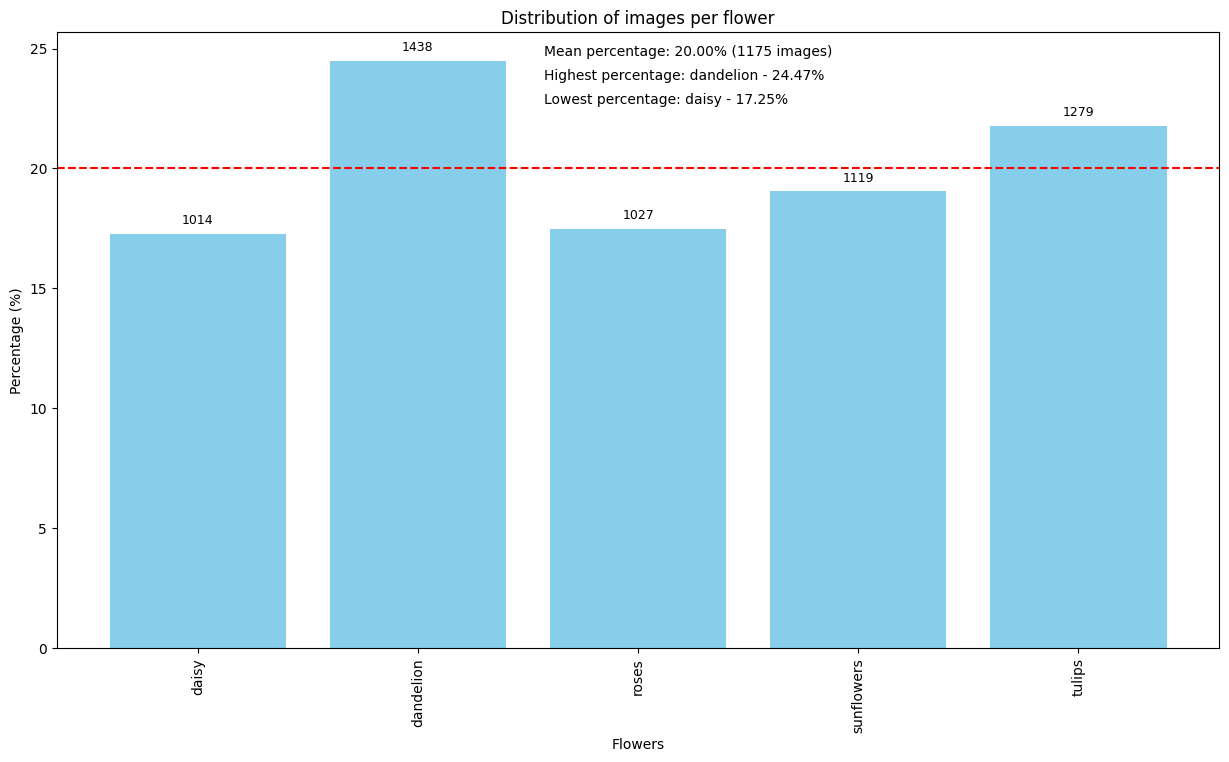 Distribution of images per flower
Mean percentage: 20.00% (1175 images)
Highest percentage: dandelion - 24.47%
Lowest percentage: daisy - 17.25%
1014
1438
1027
1119
1279
Percentage (%)
25
20
15
10
5
0
daisy
dandelion
roses
sunflowers
tulips
Flowers